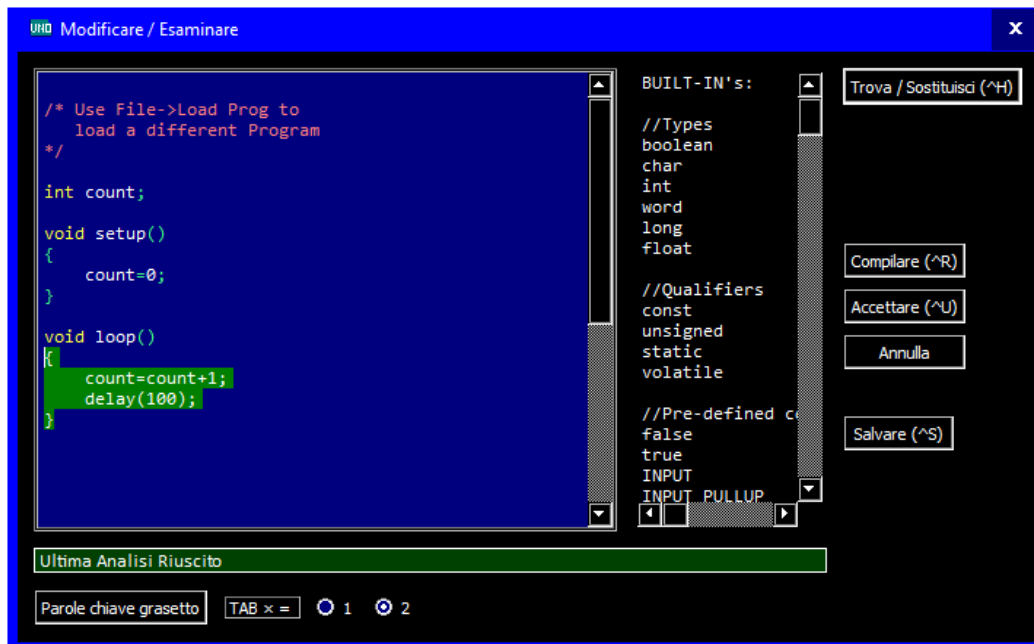 UNO Modificare / Esaminare
x
/* Use File->Load Prog to
load a different Program
*/
int count;
void setup()
{
count=0;
}
void loop()
{
count=count+1;
delay(100);
}
BUILT-IN's:
//Types
boolean
char
int
word
long
float
//Qualifiers
const
unsigned
static
volatile
//Pre-defined
false
true
INPUT
INPUT_PULLUP
Trova / Sostituisci (^H)
Compilare (^R)
Accettare (^U)
Annulla
Salvare (^S)
Ultima Analisi Riuscito
Parole chiave grasetto
TAB × =
1
2